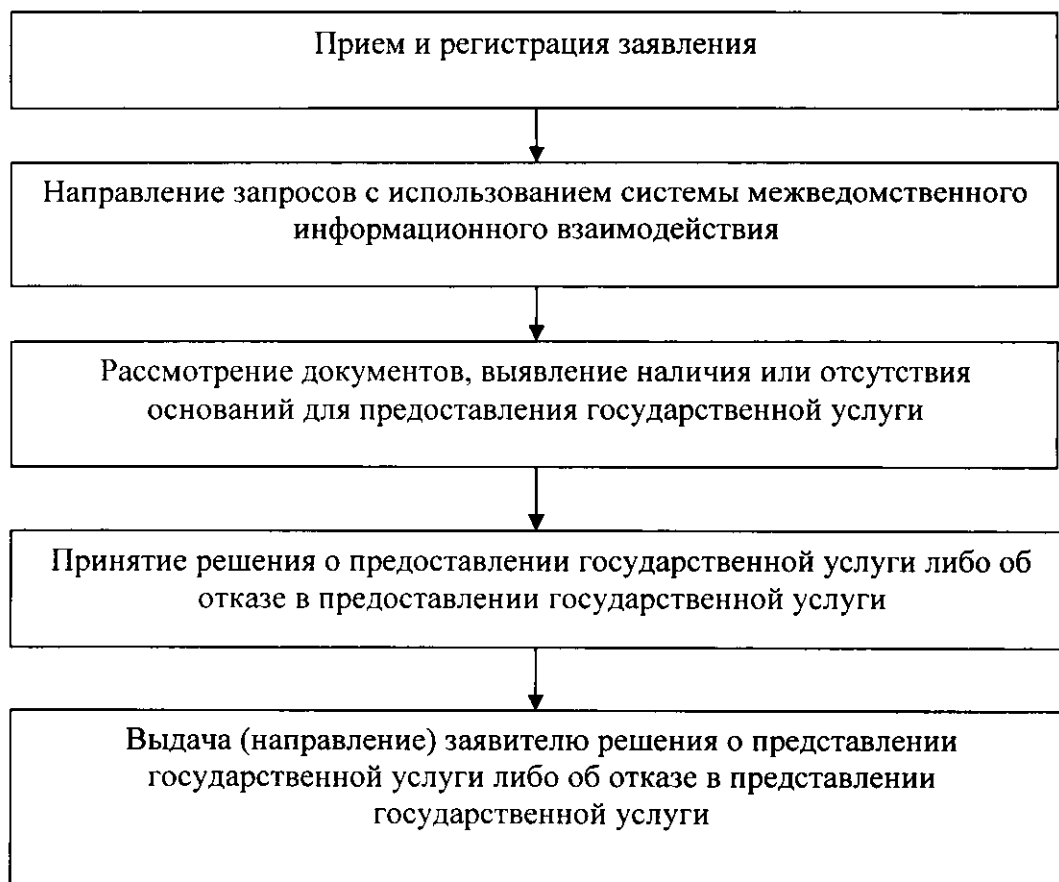 Прием и регистрация заявления
Направление запросов с использованием системы межведомственного
информационного взаимодействия
Рассмотрение документов, выявление наличия или отсутствия
оснований для предоставления государственной услуги
Принятие решения о предоставлении государственной услуги либо об
отказе в предоставлении государственной услуги
Выдача (направление) заявителю решения о представлении
государственной услуги либо об отказе в представлении
государственной услуги